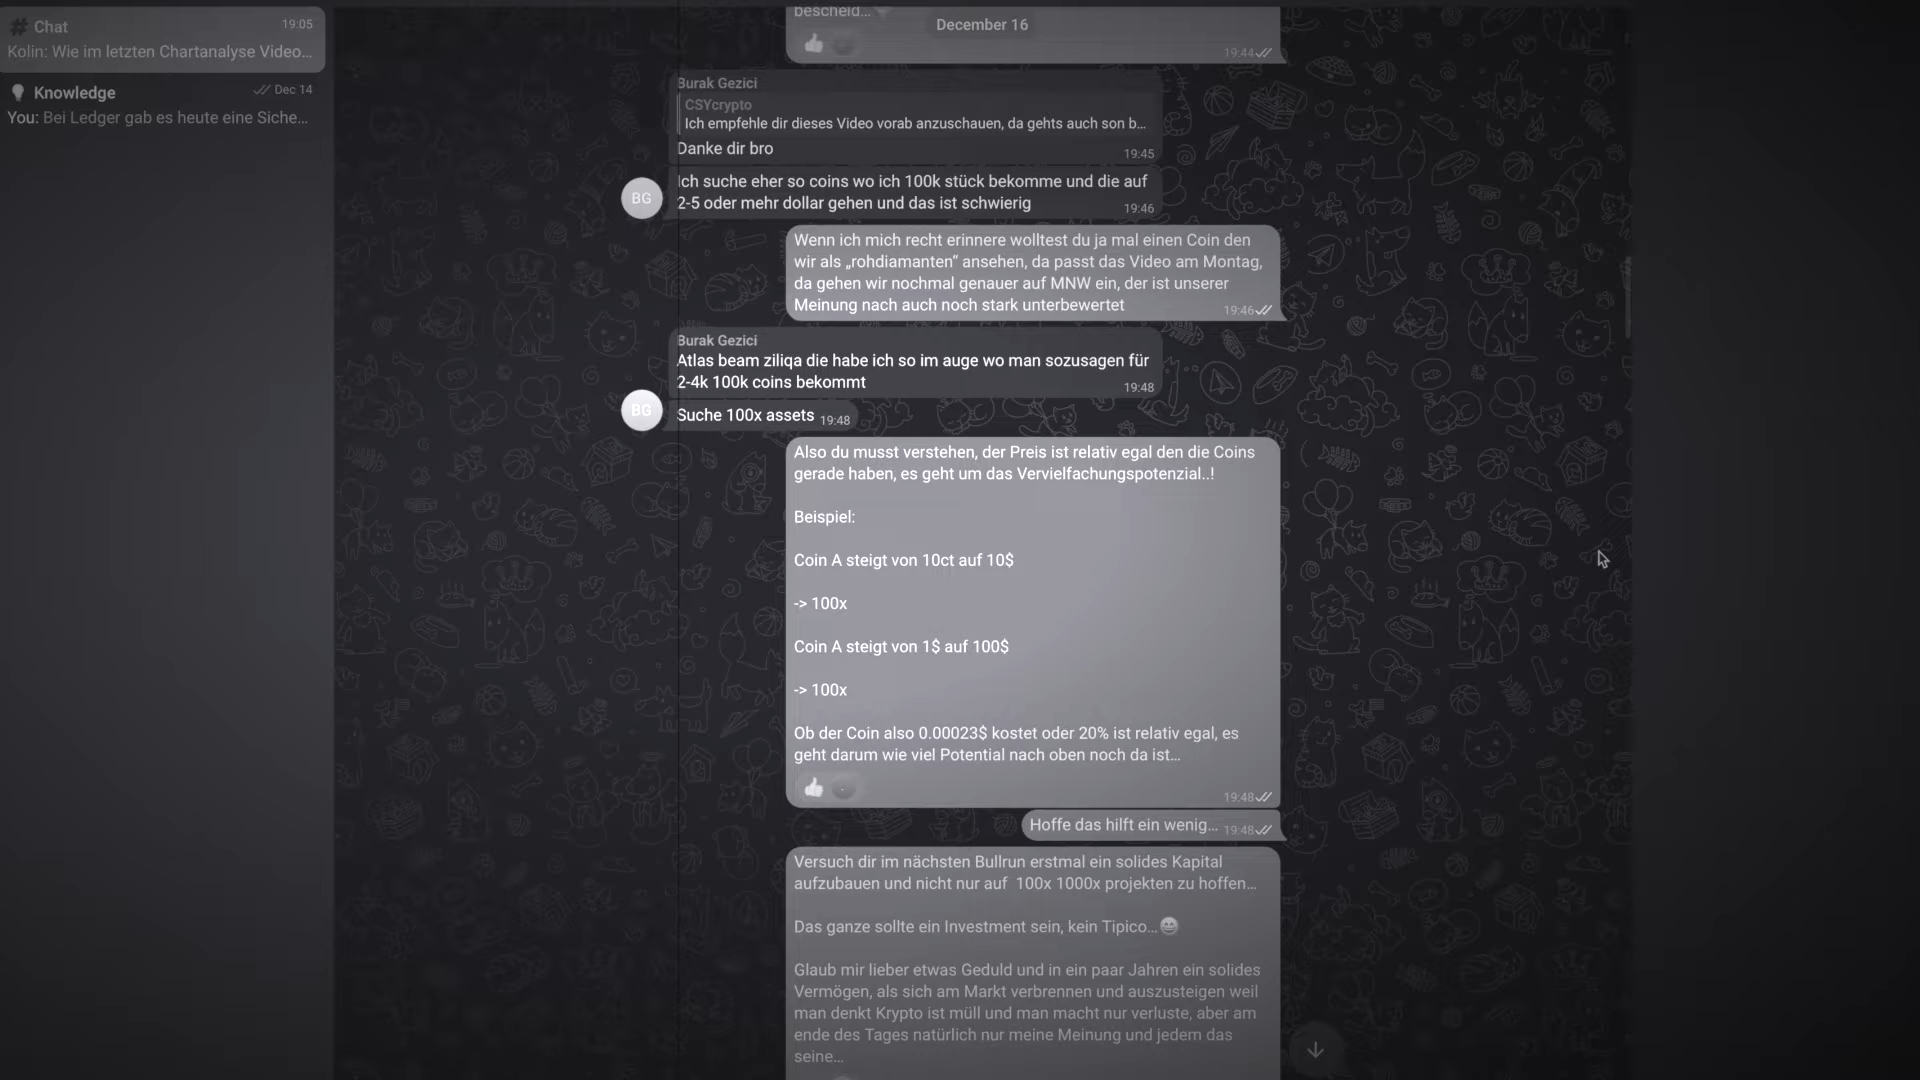 Chat
19:05
Kolin: Wie im letzten Chartanalyse Video...
Knowledge
Dec 14
You: Bei Ledger gab es heute eine Siche...
bescheid...
December 16
19:44
Burak Gezici
CSYcrypto
Ich empfehle dir dieses Video vorab anzuschauen, da gehts auch son b...
Danke dir bro
19:45
BG
Ich suche eher so coins wo ich 100k stück bekomme und die auf
2-5 oder mehr dollar gehen und das ist schwierig
19:46
Wenn ich mich recht erinnere wolltest du ja mal einen Coin den
wir als „rohdiamanten“ ansehen, da passt das Video am Montag,
da gehen wir nochmal genauer auf MNW ein, der ist unserer
Meinung nach auch noch stark unterbewertet
19:46
Burak Gezici
Atlas beam ziliqa die habe ich so im auge wo man sozusagen für
2-4k 100k coins bekommt
19:48
BG
Suche 100x assets
19:48
Also du musst verstehen, der Preis ist relativ egal den die Coins
gerade haben, es geht um das Vervielfachungspotenzial..!
Beispiel:
Coin A steigt von 10ct auf 10$
-> 100x
Coin A steigt von 1$ auf 100$
-> 100x
Ob der Coin also 0.00023$ kostet oder 20% ist relativ egal, es
geht darum wie viel Potential nach oben noch da ist...
19:48
Hoffe das hilft ein wenig...
19:48
Versuch dir im nächsten Bullrun erstmal ein solides Kapital
aufzubauen und nicht nur auf  100x 1000x projekten zu hoffen...
Das ganze sollte ein Investment sein, kein Tipico...😄
Glaub mir lieber etwas Geduld und in ein paar Jahren ein solides
Vermögen, als sich am Markt verbrennen und auszusteigen weil
man denkt Krypto ist müll und man macht nur verluste, aber am
ende des Tages natürlich nur meine Meinung und jedem das
seine...